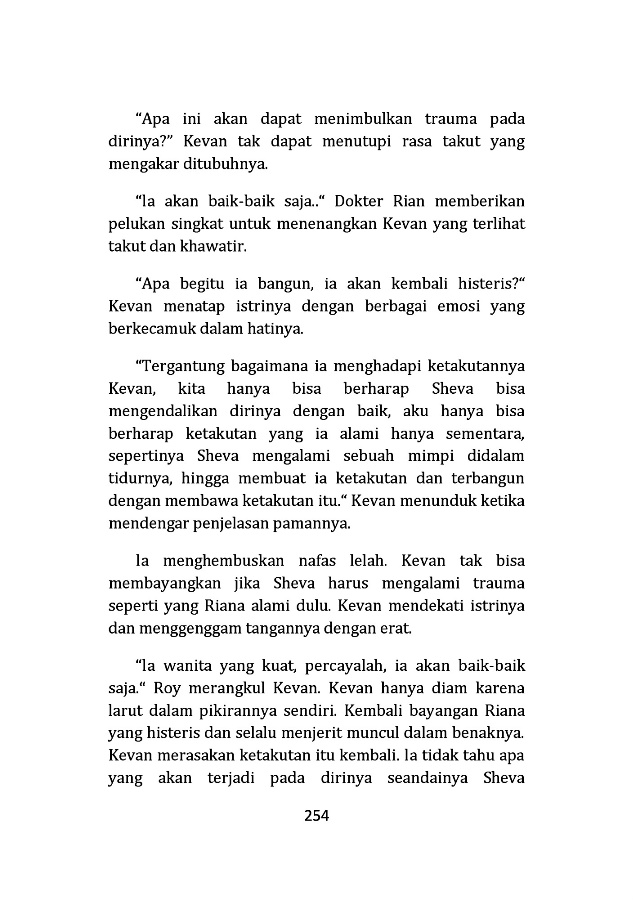 “Apa ini akan dapat menimbulkan trauma pada
dirinya?” Kevan tak dapat menutupi rasa takut yang
mengakar ditubuhnya.
“Ia akan baik-baik saja..“ Dokter Rian memberikan
pelukan singkat untuk menenangkan Kevan yang terlihat
takut dan khawatir.
“Apa begitu ia bangun, ia akan kembali histeris?“
Kevan menatap istrinya dengan berbagai emosi yang
berkecamuk dalam hatinya.
“Tergantung bagaimana ia menghadapi ketakutannya
Kevan, kita hanya bisa berharap Sheva bisa
mengendalikan dirinya dengan baik, aku hanya bisa
berharap ketakutan yang ia alami hanya sementara,
sepertinya Sheva mengalami sebuah mimpi didalam
tidurnya, hingga membuat ia ketakutan dan terbangun
dengan membawa ketakutan itu.“ Kevan menunduk ketika
mendengar penjelasan pamannya.
Ia menghembuskan nafas lelah. Kevan tak bisa
membayangkan jika Sheva harus mengalami trauma
seperti yang Riana alami dulu. Kevan mendekati istrinya
dan menggenggam tangannya dengan erat.
“Ia wanita yang kuat, percayalah, ia akan baik-baik
saja.“ Roy merangkul Kevan. Kevan hanya diam karena
larut dalam pikirannya sendiri. Kembali bayangan Riana
yang histeris dan selalu menjerit muncul dalam benaknya.
Kevan merasakan ketakutan itu kembali. Ia tidak tahu apa
yang akan terjadi pada dirinya seandainya Sheva
254